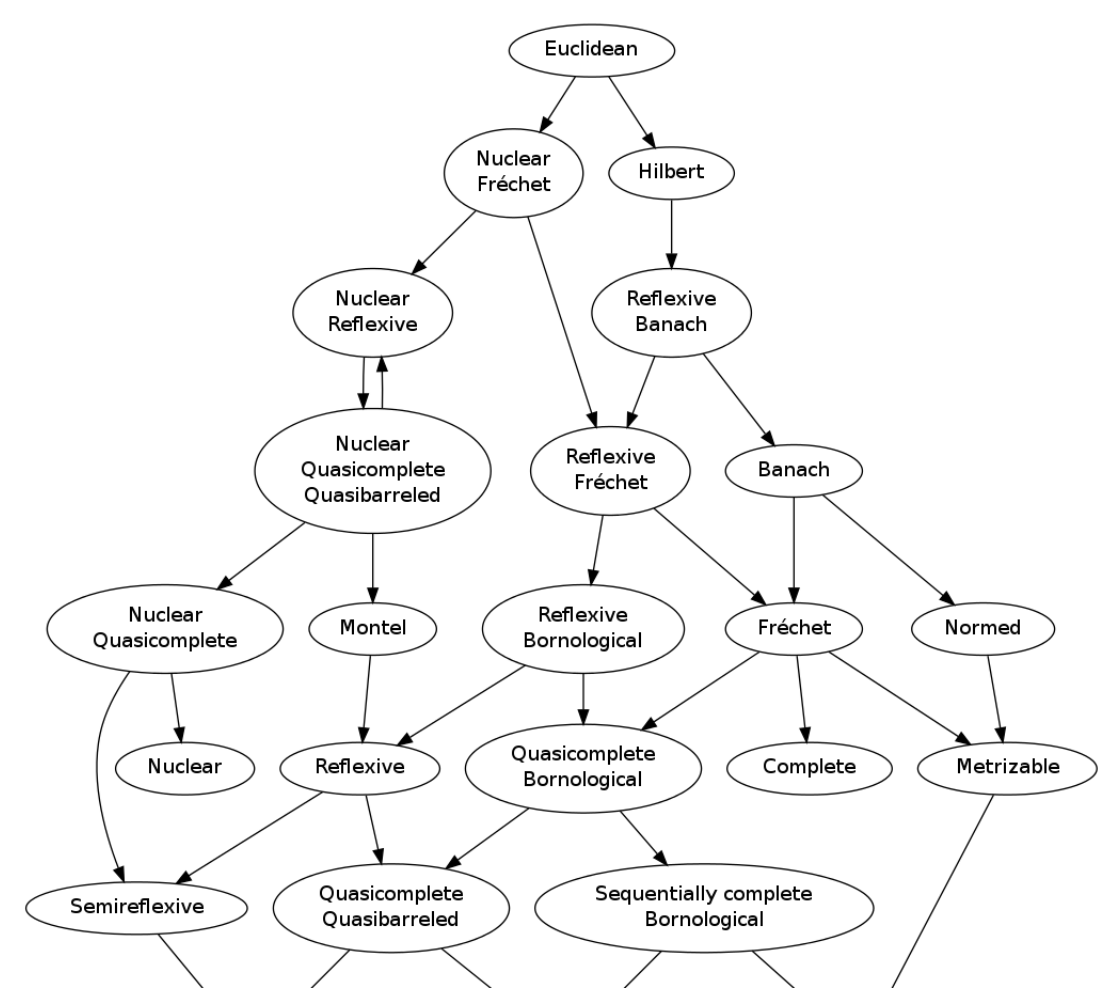 Euclidean
Nuclear
Fréchet
Hilbert
Nuclear
Reflexive
Reflexive
Banach
Nuclear
Quasicomplete
Quasibarreled
Reflexive
Fréchet
Banach
Nuclear
Quasicomplete
Montel
Reflexive
Bornological
Fréchet
Normed
Nuclear
Reflexive
Quasicomplete
Bornological
Complete
Metrizable
Semireflexive
Quasicomplete
Quasibarreled
Sequentially complete
Bornological